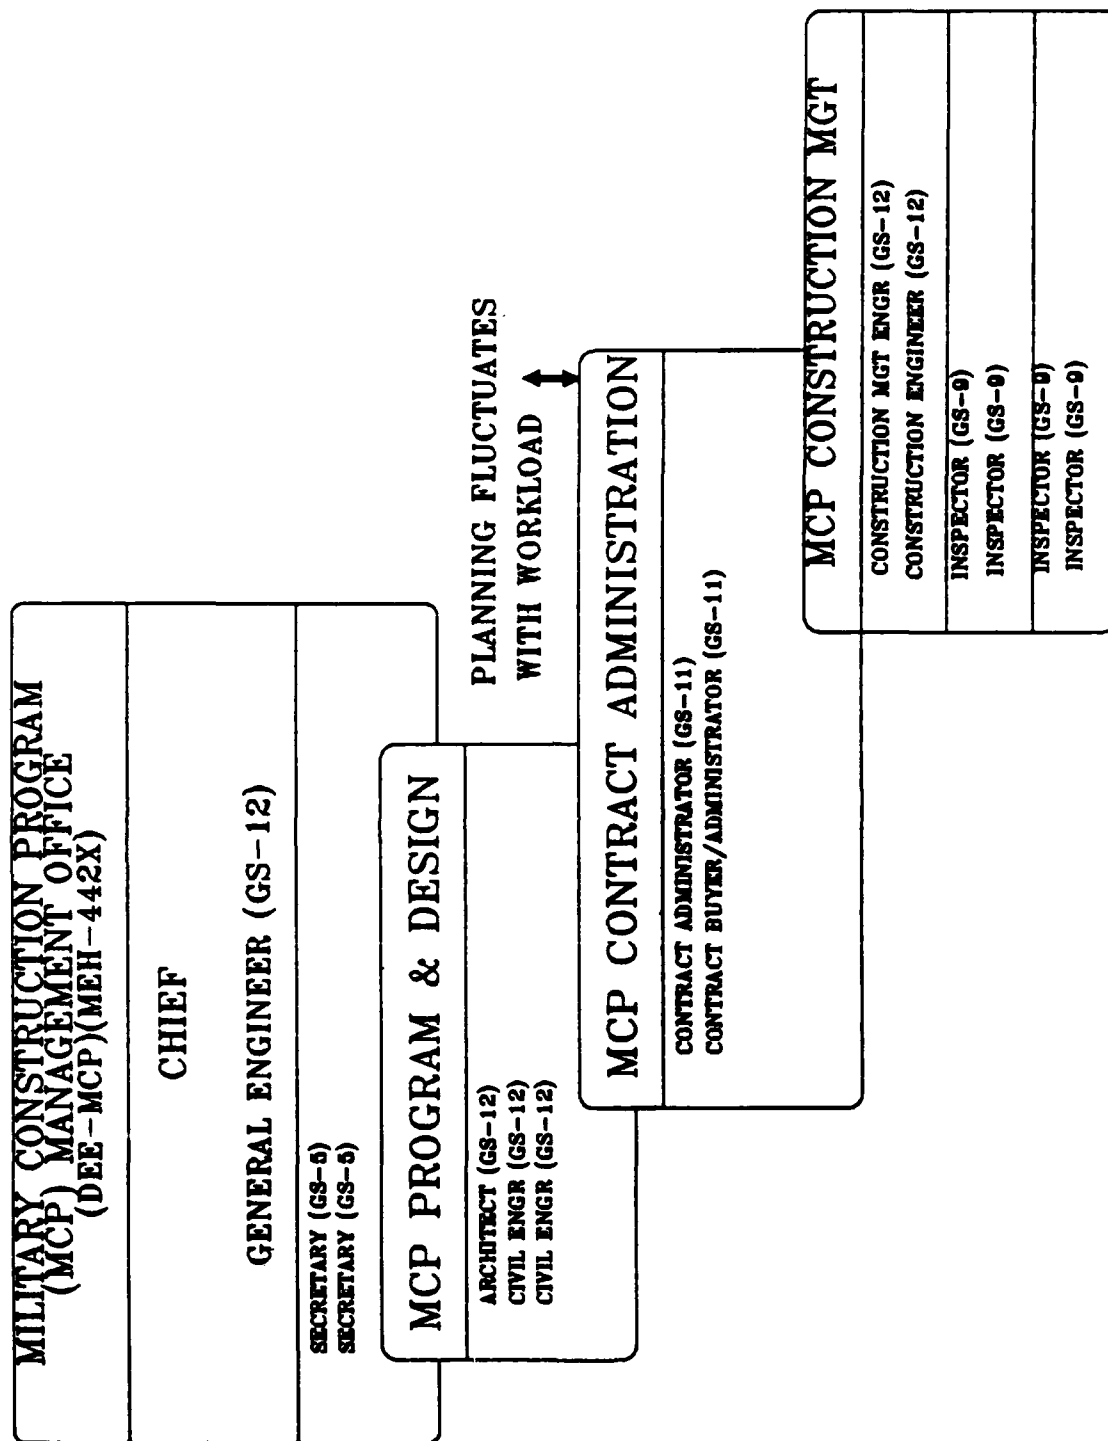 MILITARY CONSTRUCTION PROGRAM
(MCP) MANAGEMENT OFFICE
(DEE-MCP)(MEH-442X)
CHIEF
GENERAL ENGINEER (GS-12)
SECRETARY (GS-5)
SECRETARY (GS-5)
MCP PROGRAM & DESIGN
ARCHITECT (GS-12)
CIVIL ENGR (GS-12)
CIVIL ENGR (GS-12)
PLANNING FLUCTUATES
WITH WORKLOAD
MCP CONTRACT ADMINISTRATION
CONTRACT ADMINISTRATOR (GS-11)
CONTRACT BUYER/ADMINISTRATOR (GS-11)
MCP CONSTRUCTION MGT
CONSTRUCTION MGT ENGR (GS-12)
CONSTRUCTION ENGINEER (GS-12)
INSPECTOR (GS-9)
INSPECTOR (GS-9)
INSPECTOR (GS-9)
INSPECTOR (GS-9)